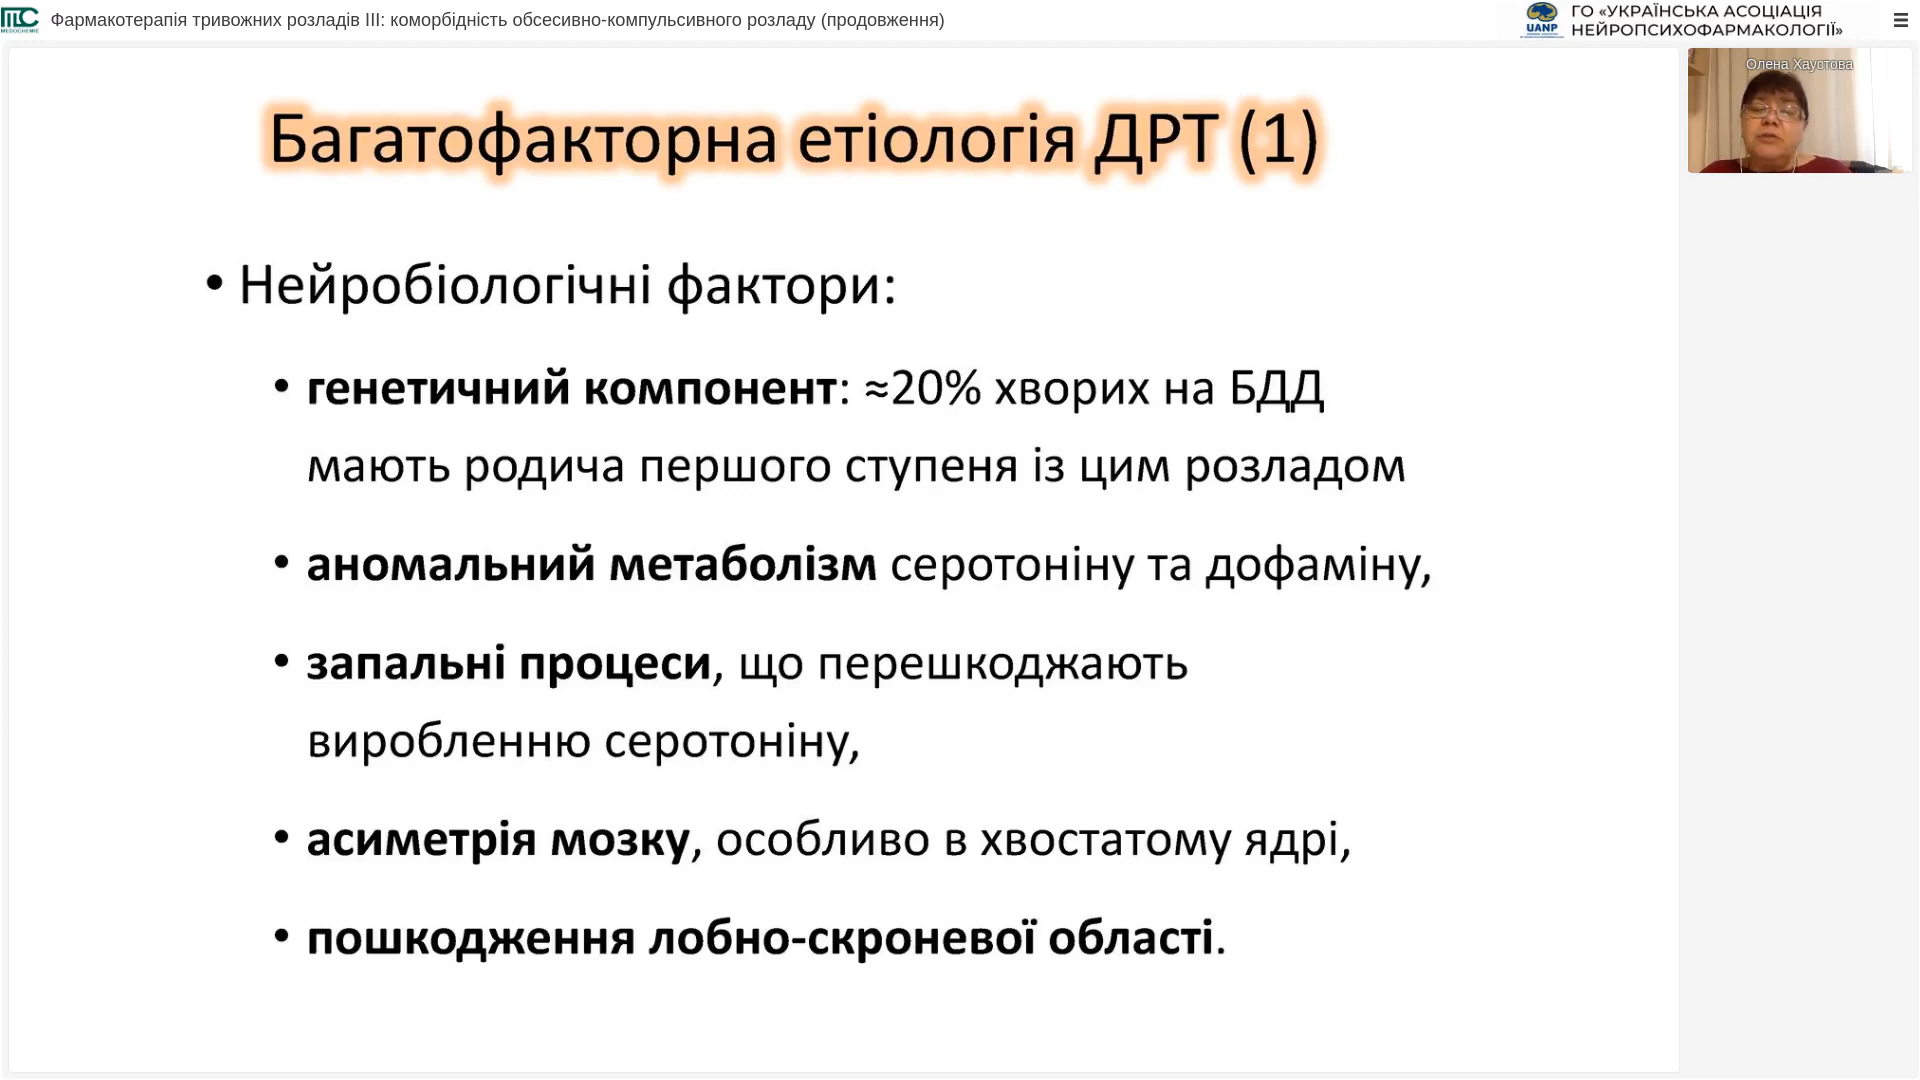 Фармакотерапія тривожних розладів III: коморбідність обсесивно-компульсивного розладу (продовження)
MEDOCHEMIE
UANP
ГО «УКРАЇНСЬКА АСОЦІАЦІЯ
НЕЙРОПСИХОФАРМАКОЛОГІЇ»
Олена Хаустова
Багатофакторна етіологія ДРТ (1)
• Нейробіологічні фактори:
• генетичний компонент: ≈20% хворих на БДД
мають родича першого ступеня із цим розладом
• аномальний метаболізм серотоніну та дофаміну,
• запальні процеси, що перешкоджають
виробленню серотоніну,
• асиметрія мозку, особливо в хвостатому ядрі,
• пошкодження лобно-скроневої області.